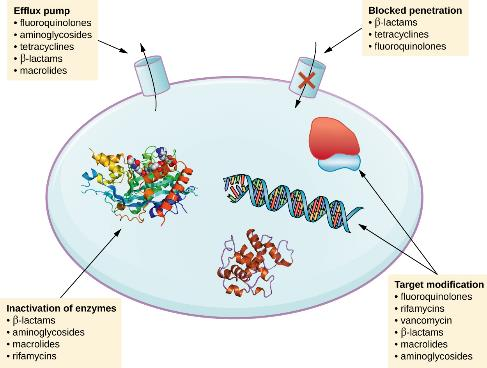 Efflux pump
• fluoroquinolones
• aminoglycosides
• tetracyclines
• β-lactams
• macrolides
Blocked penetration
• β-lactams
• tetracyclines
• fluoroquinolones
Inactivation of enzymes
• β-lactams
• aminoglycosides
• macrolides
• rifamycins
Target modification
• fluoroquinolones
• rifamycins
• vancomycin
• β-lactams
• macrolides
• aminoglycosides